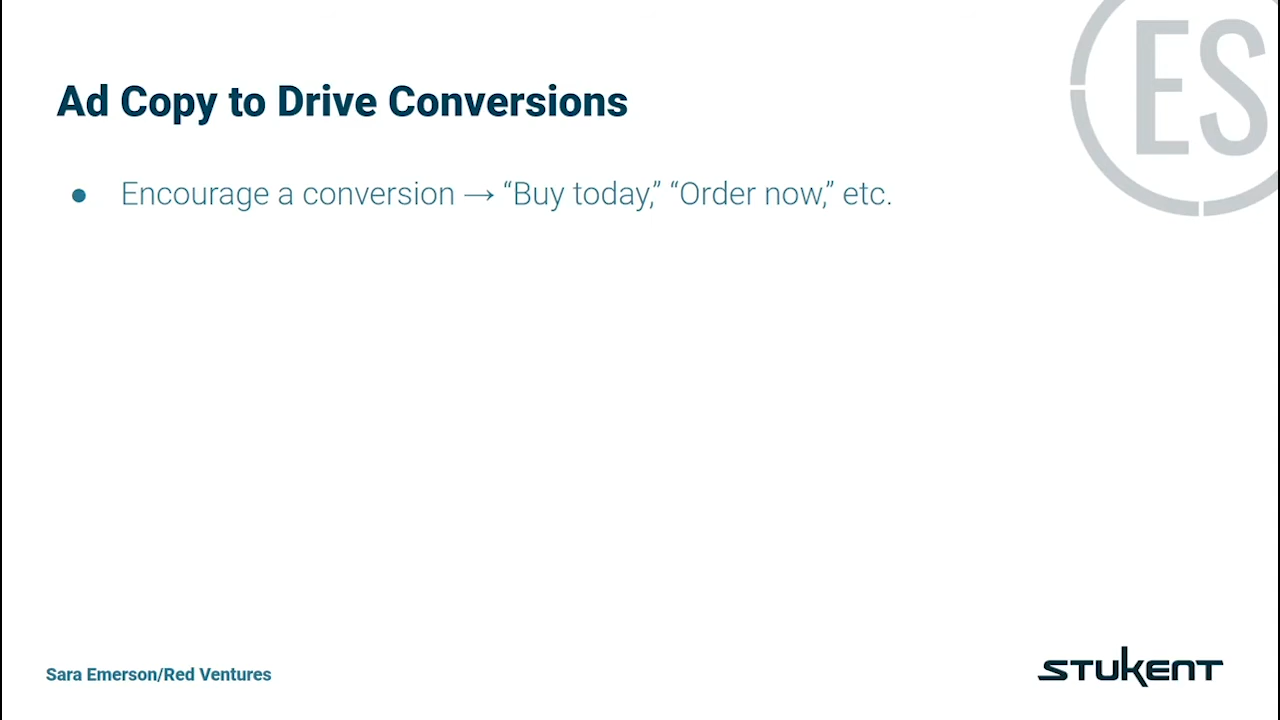 ES
Ad Copy to Drive Conversions
● Encourage a conversion → “Buy today,” “Order now,” etc.
Sara Emerson/Red Ventures
STUKENT